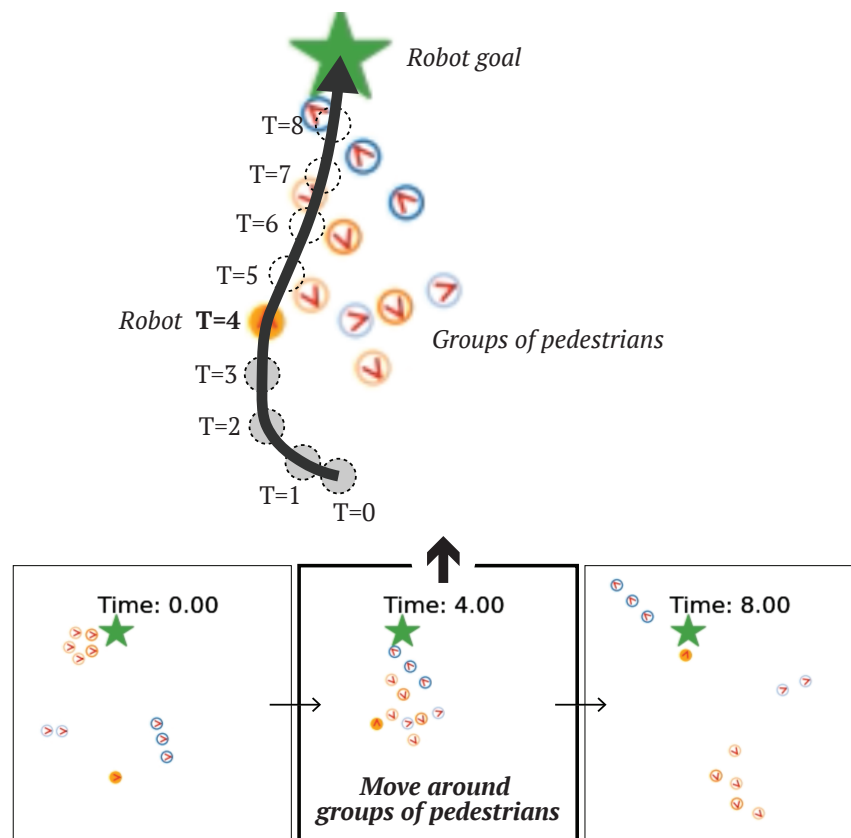 Robot goal
T=8
T=7
T=6
T=5
Robot T=4
Groups of pedestrians
T=3
T=2
T=1
T=0
Time: 0.00
Time: 4.00
Time: 8.00
Move around
groups of pedestrians